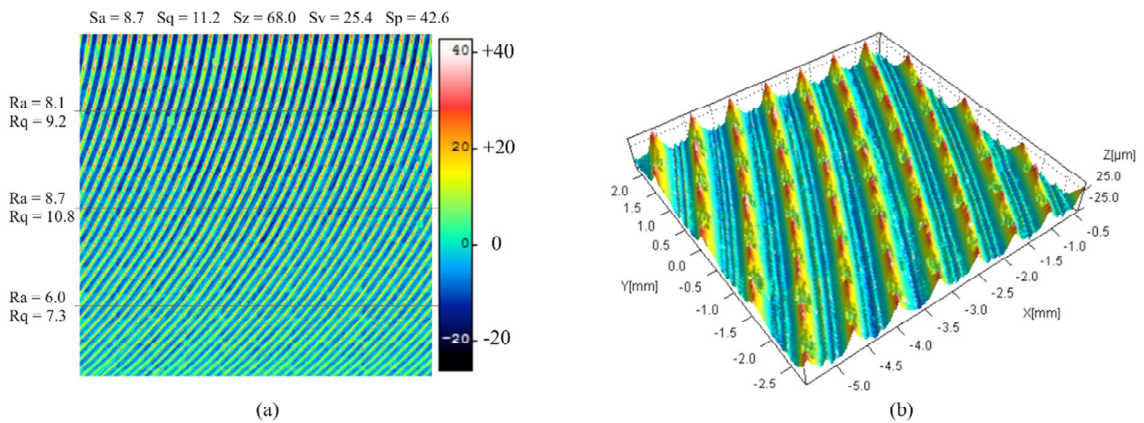 Sa = 8.7 Sq = 11.2 Sz = 68.0 Sv = 25.4 Sp = 42.6
40 +40
Ra = 8.1
Rq = 9.2
20 +20
Ra = 8.7
Rq = 10.8
0 0
Ra = 6.0
Rq = 7.3
-20 -20
(a)
Z[µm]
25.0
-25.0
2.0
1.5
1.0
0.5
0.0
-0.5
-1.0
-1.5
-2.0
-2.5
Y[mm]
-0.5
-1.0
-1.5
-2.0
-2.5
-3.0
-3.5
-4.0
-4.5
-5.0
X[mm]
(b)